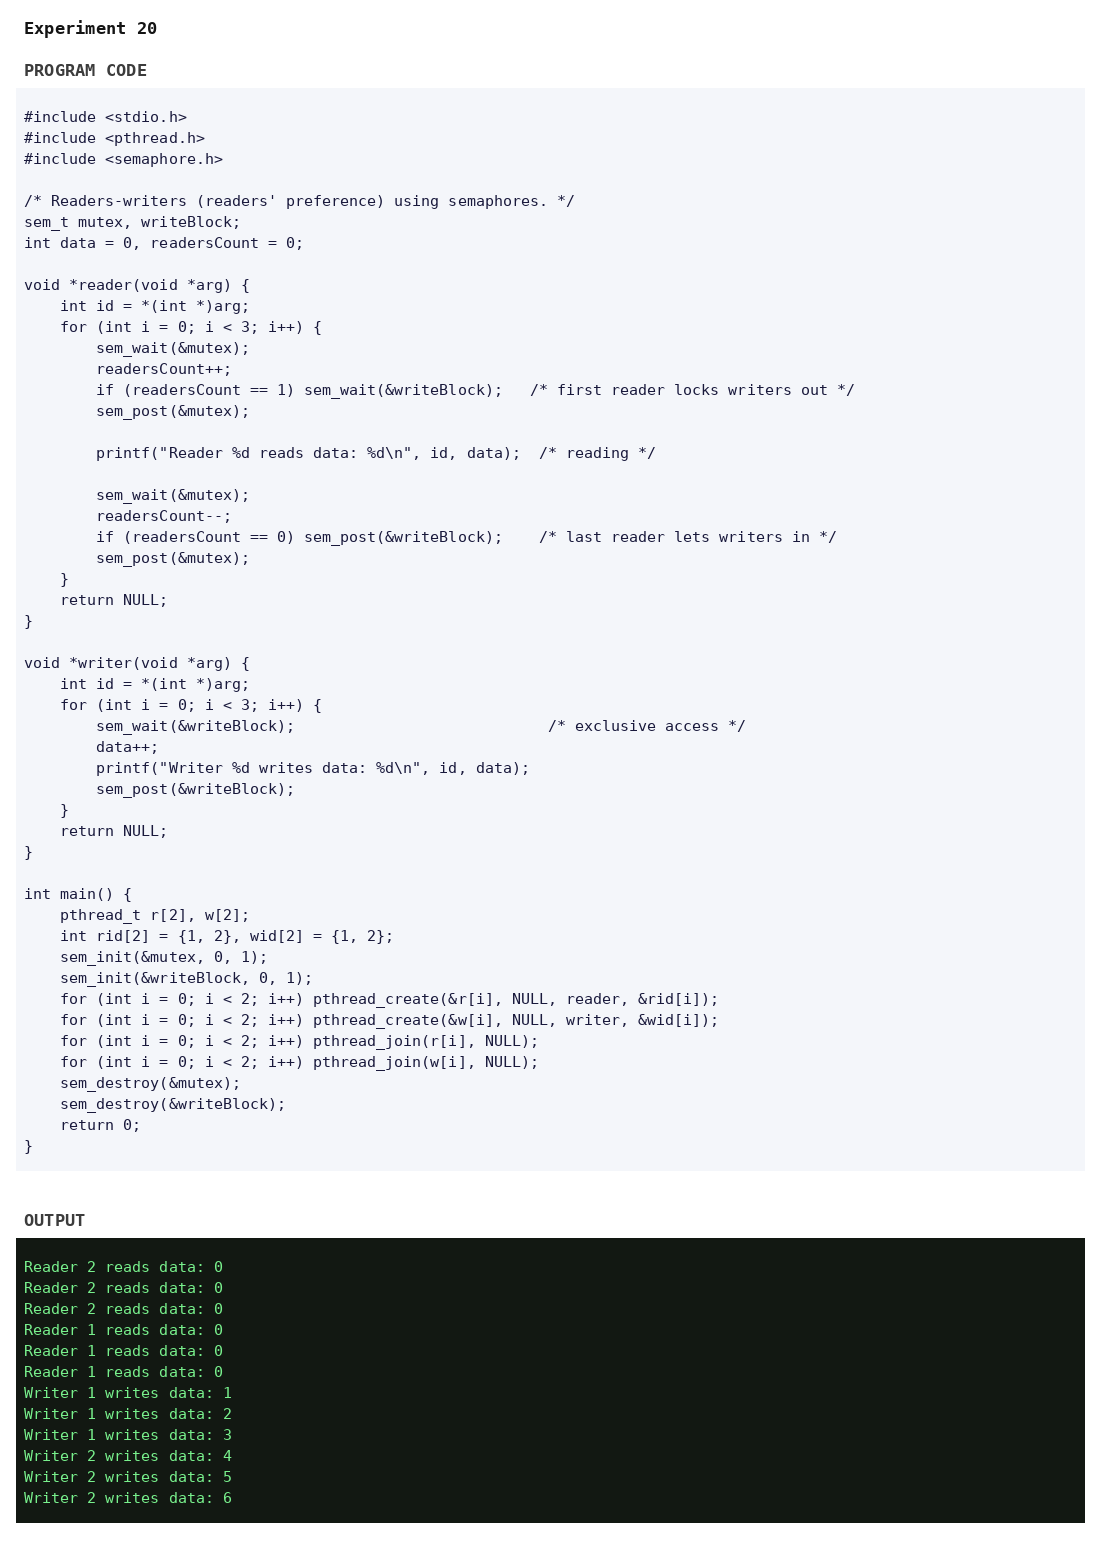 Experiment 20
PROGRAM CODE
#include <stdio.h>
#include <pthread.h>
#include <semaphore.h>

/* Readers-writers (readers' preference) using semaphores. */
sem_t mutex, writeBlock;
int data = 0, readersCount = 0;

void *reader(void *arg) {
    int id = *(int *)arg;
    for (int i = 0; i < 3; i++) {
        sem_wait(&mutex);
        readersCount++;
        if (readersCount == 1) sem_wait(&writeBlock);   /* first reader locks writers out */
        sem_post(&mutex);

        printf("Reader %d reads data: %d\n", id, data);  /* reading */

        sem_wait(&mutex);
        readersCount--;
        if (readersCount == 0) sem_post(&writeBlock);    /* last reader lets writers in */
        sem_post(&mutex);
    }
    return NULL;
}

void *writer(void *arg) {
    int id = *(int *)arg;
    for (int i = 0; i < 3; i++) {
        sem_wait(&writeBlock);                            /* exclusive access */
        data++;
        printf("Writer %d writes data: %d\n", id, data);
        sem_post(&writeBlock);
    }
    return NULL;
}

int main() {
    pthread_t r[2], w[2];
    int rid[2] = {1, 2}, wid[2] = {1, 2};
    sem_init(&mutex, 0, 1);
    sem_init(&writeBlock, 0, 1);
    for (int i = 0; i < 2; i++) pthread_create(&r[i], NULL, reader, &rid[i]);
    for (int i = 0; i < 2; i++) pthread_create(&w[i], NULL, writer, &wid[i]);
    for (int i = 0; i < 2; i++) pthread_join(r[i], NULL);
    for (int i = 0; i < 2; i++) pthread_join(w[i], NULL);
    sem_destroy(&mutex);
    sem_destroy(&writeBlock);
    return 0;
}

OUTPUT
Reader 2 reads data: 0
Reader 2 reads data: 0
Reader 2 reads data: 0
Reader 1 reads data: 0
Reader 1 reads data: 0
Reader 1 reads data: 0
Writer 1 writes data: 1
Writer 1 writes data: 2
Writer 1 writes data: 3
Writer 2 writes data: 4
Writer 2 writes data: 5
Writer 2 writes data: 6